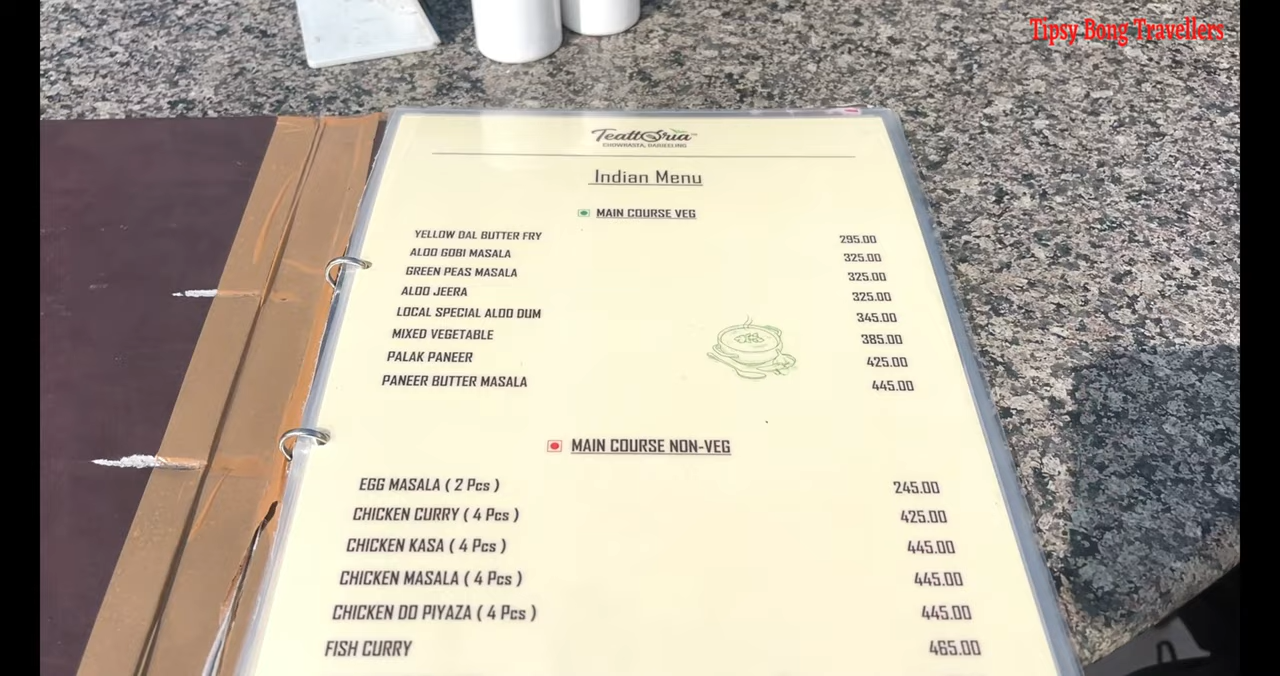 Tipsy Bong Travellers
Teattoria™
CHOWRASTA, DARJEELING
Indian Menu
MAIN COURSE VEG
YELLOW DAL BUTTER FRY 295.00
ALOO GOBI MASALA 325.00
GREEN PEAS MASALA 325.00
ALOO JEERA 325.00
LOCAL SPECIAL ALOO DUM 345.00
MIXED VEGETABLE 385.00
PALAK PANEER 425.00
PANEER BUTTER MASALA 445.00
MAIN COURSE NON-VEG
EGG MASALA ( 2 Pcs ) 245.00
CHICKEN CURRY ( 4 Pcs ) 425.00
CHICKEN KASA ( 4 Pcs ) 445.00
CHICKEN MASALA ( 4 Pcs ) 445.00
CHICKEN DO PIYAZA ( 4 Pcs ) 445.00
FISH CURRY 465.00